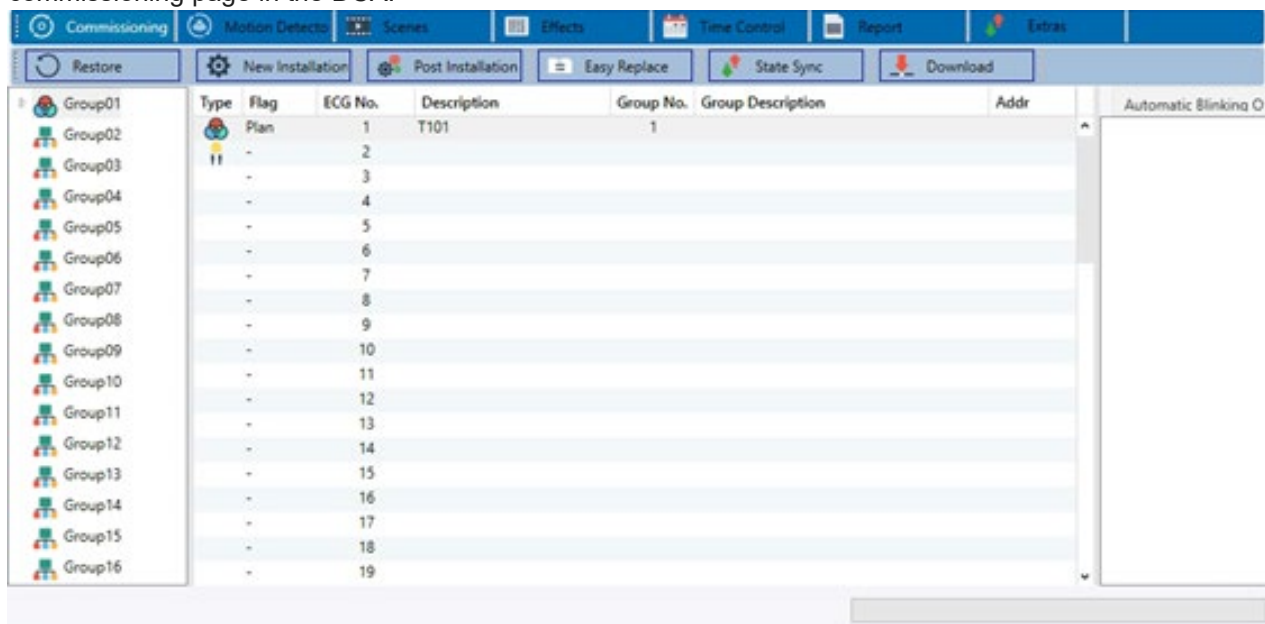 Commissioning Motion Detecto Scenes Effects Time Control Report Extras
Restore New Installation Post Installation Easy Replace State Sync Download
Type Flag ECG No. Description Group No. Group Description Addr Automatic Blinking O
Group01
Group02
Group03
Group04
Group05
Group06
Group07
Group08
Group09
Group10
Group11
Group12
Group13
Group14
Group15
Group16
Plan 1 T101 1
- 2
- 3
- 4
- 5
- 6
- 7
- 8
- 9
- 10
- 11
- 12
- 13
- 14
- 15
- 16
- 17
- 18
- 19